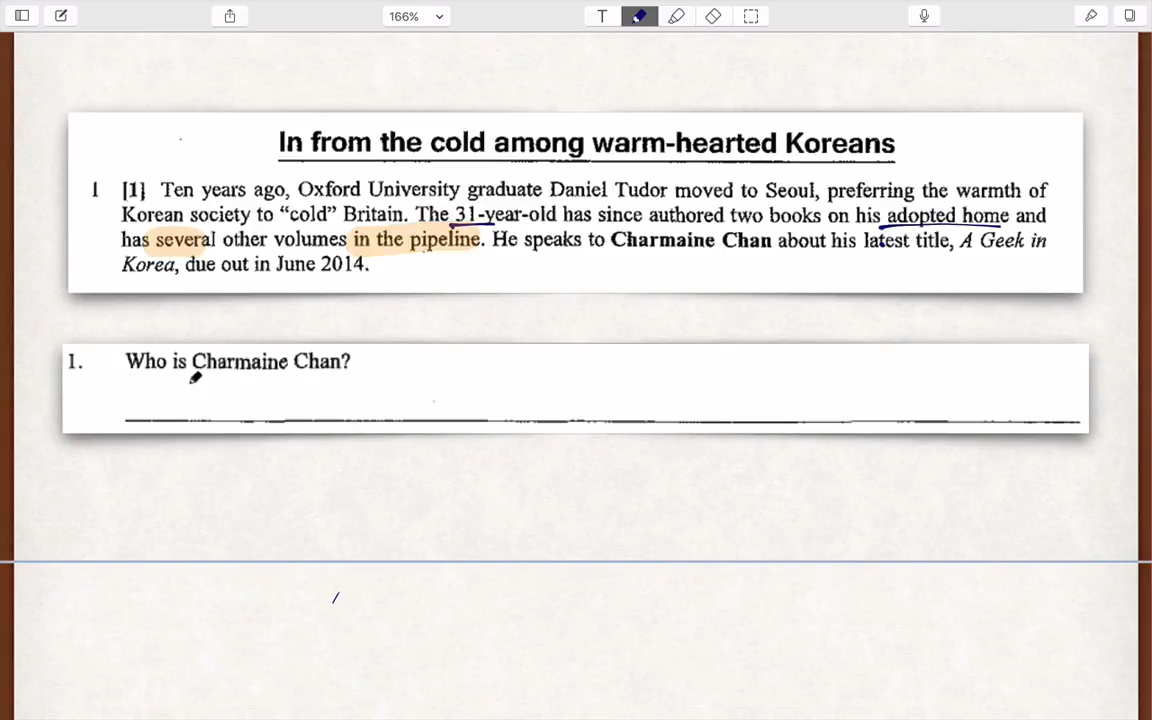 166%
T
In from the cold among warm-hearted Koreans
1 [1] Ten years ago, Oxford University graduate Daniel Tudor moved to Seoul, preferring the warmth of
Korean society to “cold” Britain. The 31-year-old has since authored two books on his adopted home and
has several other volumes in the pipeline. He speaks to Charmaine Chan about his latest title, A Geek in
Korea, due out in June 2014.
1. Who is Charmaine Chan?